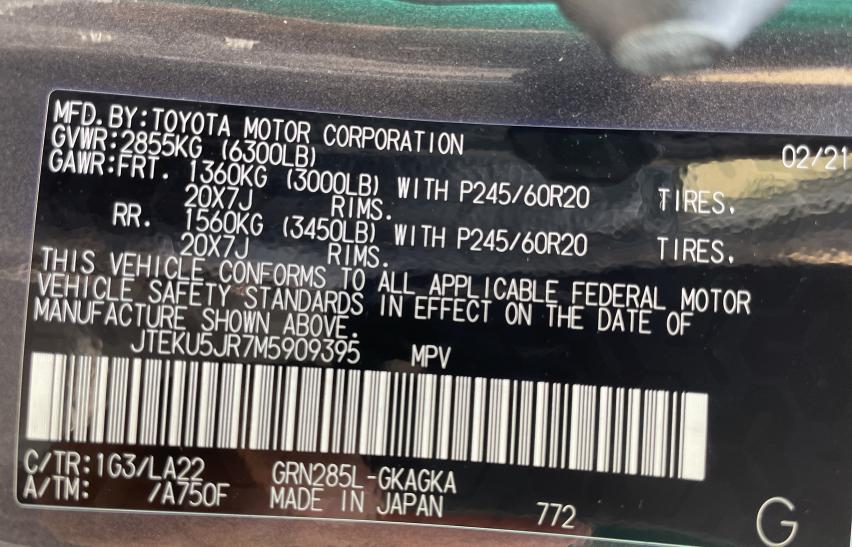 MFD. BY: TOYOTA MOTOR CORPORATION 02/21
GVWR: 2855KG (6300LB)
GAWR: FRT. 1360KG (3000LB) WITH P245/60R20 TIRES.
20X7J RIMS.
RR. 1560KG (3450LB) WITH P245/60R20 TIRES.
20X7J RIMS.
THIS VEHICLE CONFORMS TO ALL APPLICABLE FEDERAL MOTOR
VEHICLE SAFETY STANDARDS IN EFFECT ON THE DATE OF
MANUFACTURE SHOWN ABOVE.
JTEKU5JR7M5909395 MPV
C/TR: 1G3/LA22 GRN285L-GKAGKA
A/TM: /A750F MADE IN JAPAN 772
G